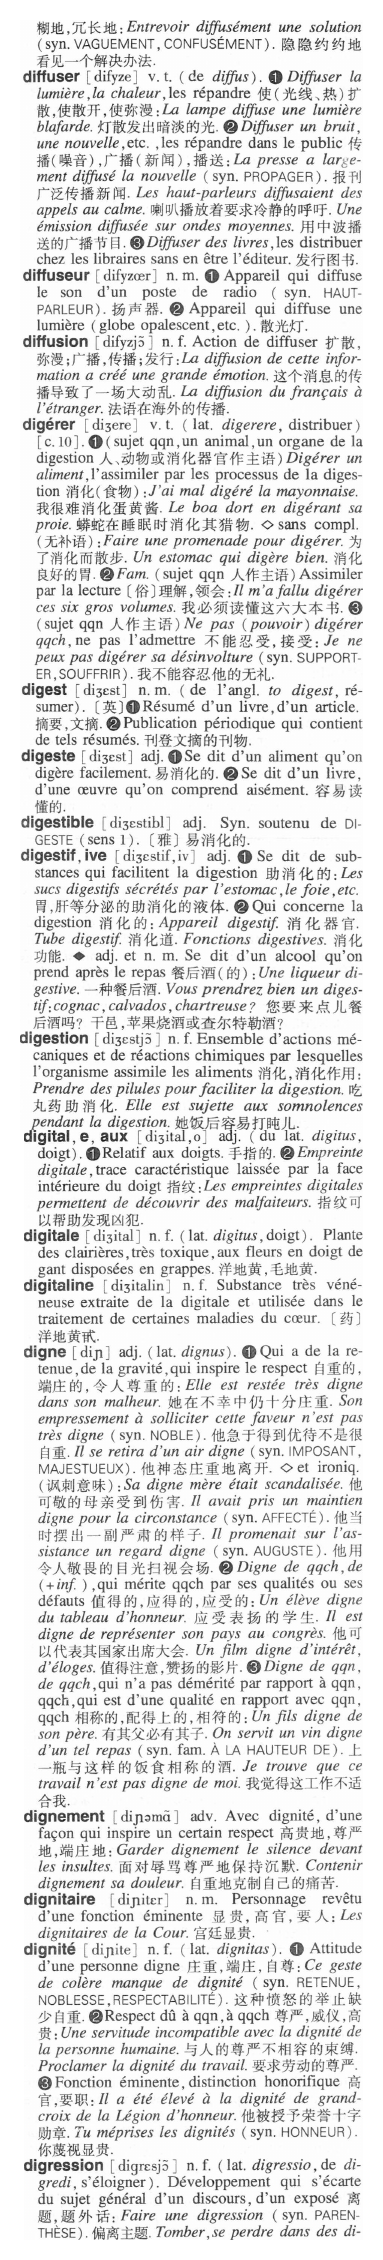 糊地,冗长地: Entrevoir diffusément une solution
(syn. VAGUEMENT, CONFUSÉMENT). 隐隐约约地
看见一个解决办法.
diffuser [difyze] v. t. (de diffus). ❶ Diffuser la
lumière, la chaleur, les répandre 使(光线、热)扩
散,使散开,使弥漫: La lampe diffuse une lumière
blafarde. 灯散发出暗淡的光. ❷ Diffuser un bruit,
une nouvelle, etc., les répandre dans le public 传
播(噪音),广播(新闻),播送: La presse a large-
ment diffusé la nouvelle (syn. PROPAGER). 报刊
广泛传播新闻. Les haut-parleurs diffusaient des
appels au calme. 喇叭播放着要求冷静的呼吁. Une
émission diffusée sur ondes moyennes. 用中波播
送的广播节目. ❸ Diffuser des livres, les distribuer
chez les libraires sans en être l'éditeur. 发行图书.
diffuseur [difyzœr] n. m. ❶ Appareil qui diffuse
le son d'un poste de radio (syn. HAUT-
PARLEUR). 扬声器. ❷ Appareil qui diffuse une
lumière (globe opalescent, etc.). 散光灯.
diffusion [difyzjɔ̃] n. f. Action de diffuser 扩散,
弥漫;广播,传播;发行: La diffusion de cette infor-
mation a créé une grande émotion. 这个消息的传
播导致了一场大动乱. La diffusion du français à
l'étranger. 法语在海外的传播.
digérer [diʒere] v. t. (lat. digerere, distribuer)
[c. 10]. ❶ (sujet qqn, un animal, un organe de la
digestion 人、动物或消化器官作主语) Digérer un
aliment, l'assimiler par les processus de la diges-
tion 消化(食物): J'ai mal digéré la mayonnaise.
我很难消化蛋黄酱. Le boa dort en digérant sa
proie. 蟒蛇在睡眠时消化其猎物. ◇ sans compl.
(无补语): Faire une promenade pour digérer. 为
了消化而散步. Un estomac qui digère bien. 消化
良好的胃. ❷ Fam. (sujet qqn 人作主语) Assimiler
par la lecture [俗]理解,领会: Il m'a fallu digérer
ces six gros volumes. 我必须读懂这六大本书. ❸
(sujet qqn 人作主语) Ne pas (pouvoir) digérer
qqch, ne pas l'admettre 不能忍受,接受: Je ne
peux pas digérer sa désinvolture (syn. SUPPORT-
ER, SOUFFRIR). 我不能容忍他的无礼.
digest [diʒɛst] n. m. (de l'angl. to digest, ré-
sumer). [英] ❶ Résumé d'un livre, d'un article.
摘要,文摘. ❷ Publication périodique qui contient
de tels résumés. 刊登文摘的刊物.
digeste [diʒɛst] adj. ❶ Se dit d'un aliment qu'on
digère facilement. 易消化的. ❷ Se dit d'un livre,
d'une œuvre qu'on comprend aisément. 容易读
懂的.
digestible [diʒɛstibl] adj. Syn. soutenu de DI-
GESTE (sens 1). [雅] 易消化的.
digestif, ive [diʒɛstif, iv] adj. ❶ Se dit de sub-
stances qui facilitent la digestion 助消化的: Les
sucs digestifs sécrétés par l'estomac, le foie, etc.
胃,肝等分泌的助消化的液体. ❷ Qui concerne la
digestion 消化的: Appareil digestif. 消化器官.
Tube digestif. 消化道. Fonctions digestives. 消化
功能. ◆ adj. et n. m. Se dit d'un alcool qu'on
prend après le repas 餐后酒(的): Une liqueur di-
gestive. 一种餐后酒. Vous prendrez bien un diges-
tif: cognac, calvados, chartreuse? 您要来点儿餐
后酒吗? 干邑,苹果烧酒或查尔特勒酒?
digestion [diʒɛstjɔ̃] n. f. Ensemble d'actions mé-
caniques et de réactions chimiques par lesquelles
l'organisme assimile les aliments 消化,消化作用:
Prendre des pilules pour faciliter la digestion. 吃
丸药助消化. Elle est sujette aux somnolences
pendant la digestion. 她饭后容易打盹儿.
digital, e, aux [diʒital, o] adj. (du lat. digitus,
doigt). ❶ Relatif aux doigts. 手指的. ❷ Empreinte
digitale, trace caractéristique laissée par la face
intérieure du doigt 指纹: Les empreintes digitales
permettent de découvrir des malfaiteurs. 指纹可
以帮助发现凶犯.
digitale [diʒital] n. f. (lat. digitus, doigt). Plante
des clairières, très toxique, aux fleurs en doigt de
gant disposées en grappes. 洋地黄,毛地黄.
digitaline [diʒitalin] n. f. Substance très véné-
neuse extraite de la digitale et utilisée dans le
traitement de certaines maladies du cœur. [药]
洋地黄甙.
digne [diɲ] adj. (lat. dignus). ❶ Qui a de la re-
tenue, de la gravité, qui inspire le respect 自重的,
端庄的,令人尊重的: Elle est restée très digne
dans son malheur. 她在不幸中仍十分庄重. Son
empressement à solliciter cette faveur n'est pas
très digne (syn. NOBLE). 他急于得到优待不是很
自重. Il se retira d'un air digne (syn. IMPOSANT,
MAJESTUEUX). 他神态庄重地离开. ◇ et ironiq.
(讽刺意味): Sa digne mère était scandalisée. 他
可敬的母亲受到伤害. Il avait pris un maintien
digne pour la circonstance (syn. AFFECTÉ). 他当
时摆出一副严肃的样子. Il promenait sur l'as-
sistance un regard digne (syn. AUGUSTE). 他用
令人敬畏的目光扫视会场. ❷ Digne de qqch, de
(+inf.), qui mérite qqch par ses qualités ou ses
défauts 值得的,应得的,应受的: Un élève digne
du tableau d'honneur. 应受表扬的学生. Il est
digne de représenter son pays au congrès. 他可
以代表其国家出席大会. Un film digne d'intérêt,
d'éloges. 值得注意,赞扬的影片. ❸ Digne de qqn,
de qqch, qui n'a pas démérité par rapport à qqn,
qqch, qui est d'une qualité en rapport avec qqn,
qqch 相称的,配得上的,相符的: Un fils digne de
son père. 有其父必有其子. On servit un vin digne
d'un tel repas (syn. fam. À LA HAUTEUR DE). 上
一瓶与这样的饭食相称的酒. Je trouve que ce
travail n'est pas digne de moi. 我觉得这工作不适
合我.
dignement [diɲəmɑ̃] adv. Avec dignité, d'une
façon qui inspire un certain respect 高贵地,尊严
地,端庄地: Garder dignement le silence devant
les insultes. 面对辱骂尊严地保持沉默. Contenir
dignement sa douleur. 自重地克制自己的痛苦.
dignitaire [diɲitɛr] n. m. Personnage revêtu
d'une fonction éminente 显贵,高官,要人: Les
dignitaires de la Cour. 宫廷显贵.
dignité [diɲite] n. f. (lat. dignitas). ❶ Attitude
d'une personne digne 庄重,端庄,自尊: Ce geste
de colère manque de dignité (syn. RETENUE,
NOBLESSE, RESPECTABILITÉ). 这种愤怒的举止缺
少自重. ❷ Respect dû à qqn, à qqch 尊严,威仪,高
贵: Une servitude incompatible avec la dignité de
la personne humaine. 与人的尊严不相容的束缚.
Proclamer la dignité du travail. 要求劳动的尊严.
❸ Fonction éminente, distinction honorifique 高
官,要职: Il a été élevé à la dignité de grand-
croix de la Légion d'honneur. 他被授予荣誉十字
勋章. Tu méprises les dignités (syn. HONNEUR).
你蔑视显贵.
digression [digrɛsjɔ̃] n. f. (lat. digressio, de di-
gredi, s'éloigner). Développement qui s'écarte
du sujet général d'un discours, d'un exposé 离
题,题外话: Faire une digression (syn. PAREN-
THÈSE). 偏离主题. Tomber, se perdre dans des di-